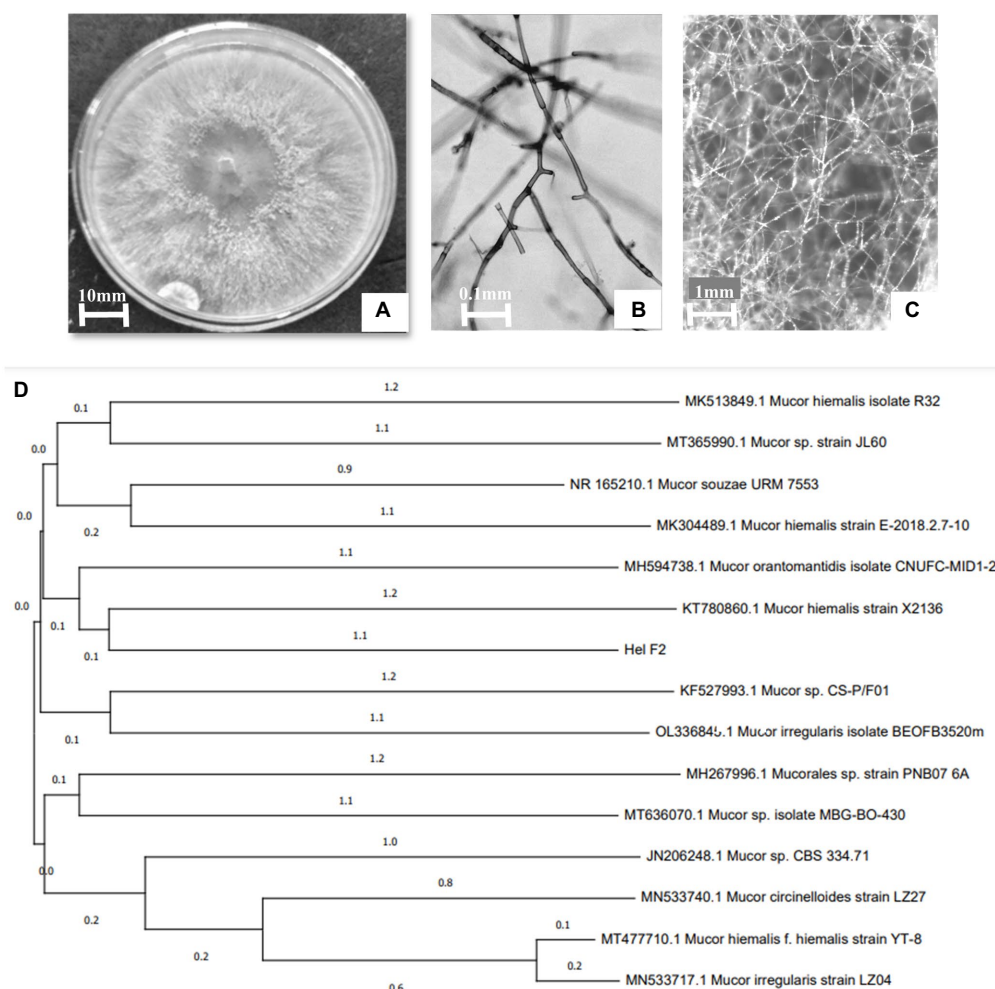 10mm
A
0.1mm
B
1mm
C
D
1.2
0.1
MK513849.1 Mucor hiemalis isolate R32
1.1
MT365990.1 Mucor sp. strain JL60
0.0
0.9
NR 165210.1 Mucor souzae URM 7553
1.1
0.2
MK304489.1 Mucor hiemalis strain E-2018.2.7-10
0.0
1.1
MH594738.1 Mucor orantomantidis isolate CNUFC-MID1-2
1.2
KT780860.1 Mucor hiemalis strain X2136
0.0
0.1
1.1
0.1
Hel F2
1.2
KF527993.1 Mucor sp. CS-P/F01
1.1
0.1
OL336845.1 Mucor irregularis isolate BEOFB3520m
1.2
0.1
MH267996.1 Mucorales sp. strain PNB07 6A
1.1
MT636070.1 Mucor sp. isolate MBG-BO-430
1.0
0.0
JN206248.1 Mucor sp. CBS 334.71
0.8
0.2
MN533740.1 Mucor circinelloides strain LZ27
0.1
MT477710.1 Mucor hiemalis f. hiemalis strain YT-8
0.2
0.2
MN533717.1 Mucor irregularis strain LZ04
0.6